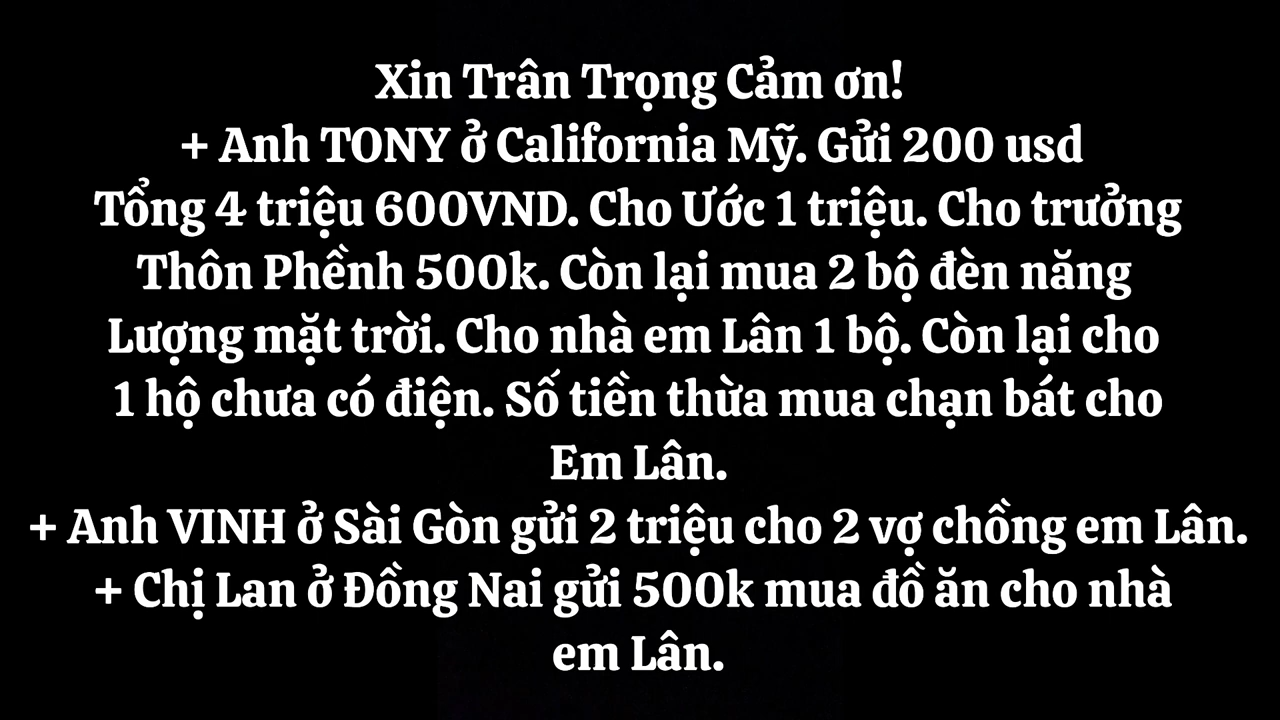 Xin Trân Trọng Cảm ơn!
+ Anh TONY ở California Mỹ. Gửi 200 usd
Tổng 4 triệu 600VND. Cho Ước 1 triệu. Cho trưởng
Thôn Phềnh 500k. Còn lại mua 2 bộ đèn năng
Lượng mặt trời. Cho nhà em Lân 1 bộ. Còn lại cho
1 hộ chưa có điện. Số tiền thừa mua chạn bát cho
Em Lân.
+ Anh VINH ở Sài Gòn gửi 2 triệu cho 2 vợ chồng em Lân.
+ Chị Lan ở Đồng Nai gửi 500k mua đồ ăn cho nhà
em Lân.